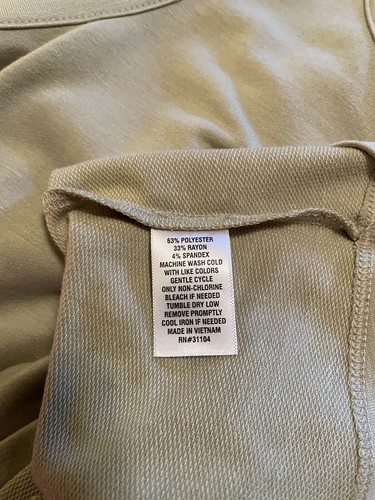 63% POLYESTER
33% RAYON
4% SPANDEX
MACHINE WASH COLD
WITH LIKE COLORS
GENTLE CYCLE
ONLY NON-CHLORINE
BLEACH IF NEEDED
TUMBLE DRY LOW
REMOVE PROMPTLY
COOL IRON IF NEEDED
MADE IN VIETNAM
RN#31104